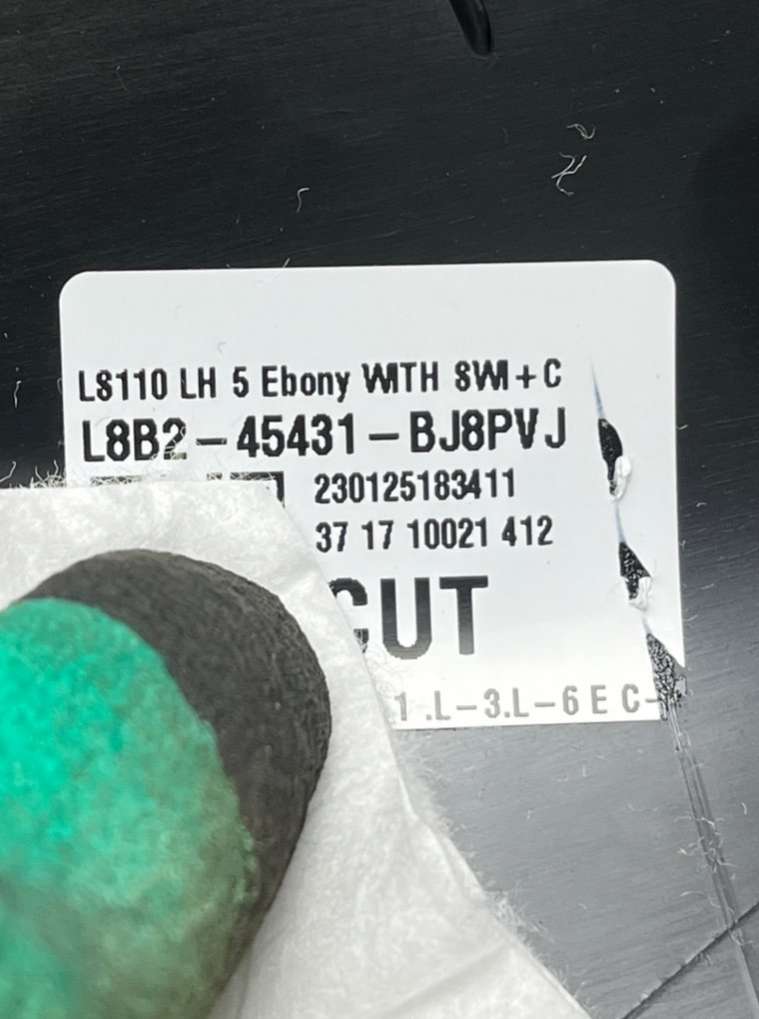 LS110 LH 5 Ebony WITH SWI+C
L8B2-45431-BJ8PVJ
230125183411
37 17 10021 412
CUT
1.L-3.L-6 E C-